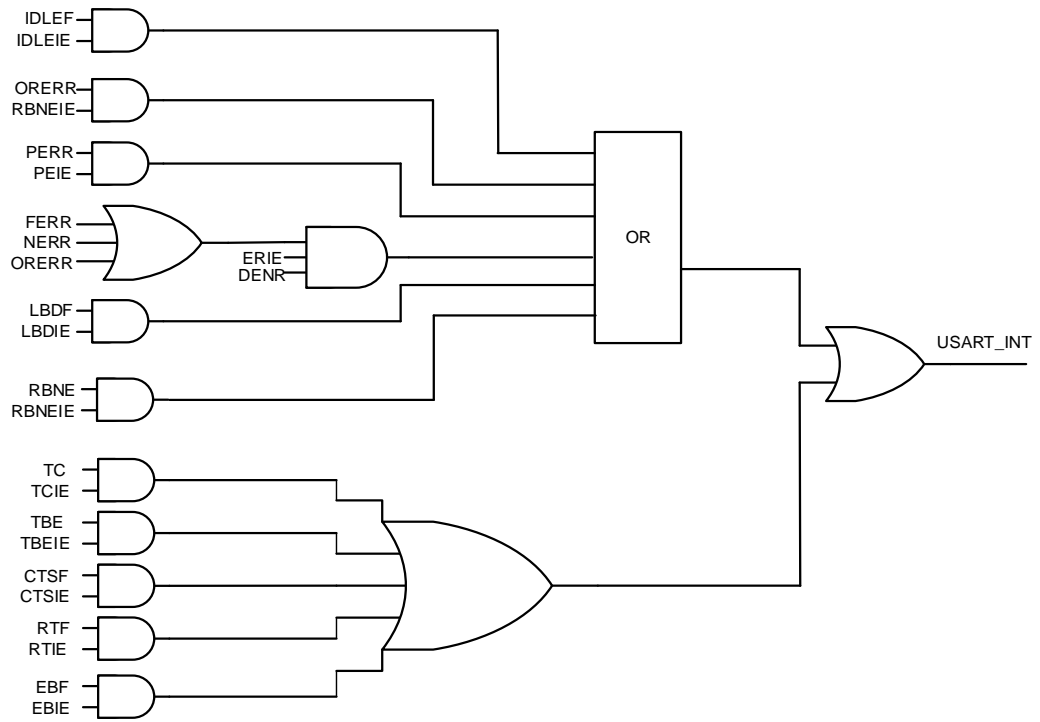 IDLEF
IDLEIE
ORERR
RBNEIE
PERR
PEIE
FERR
NERR
ORERR
ERIE
DENR
LBDF
LBDIE
RBNE
RBNEIE
OR
USART_INT
TC
TCIE
TBE
TBEIE
CTSF
CTSIE
RTF
RTIE
EBF
EBIE